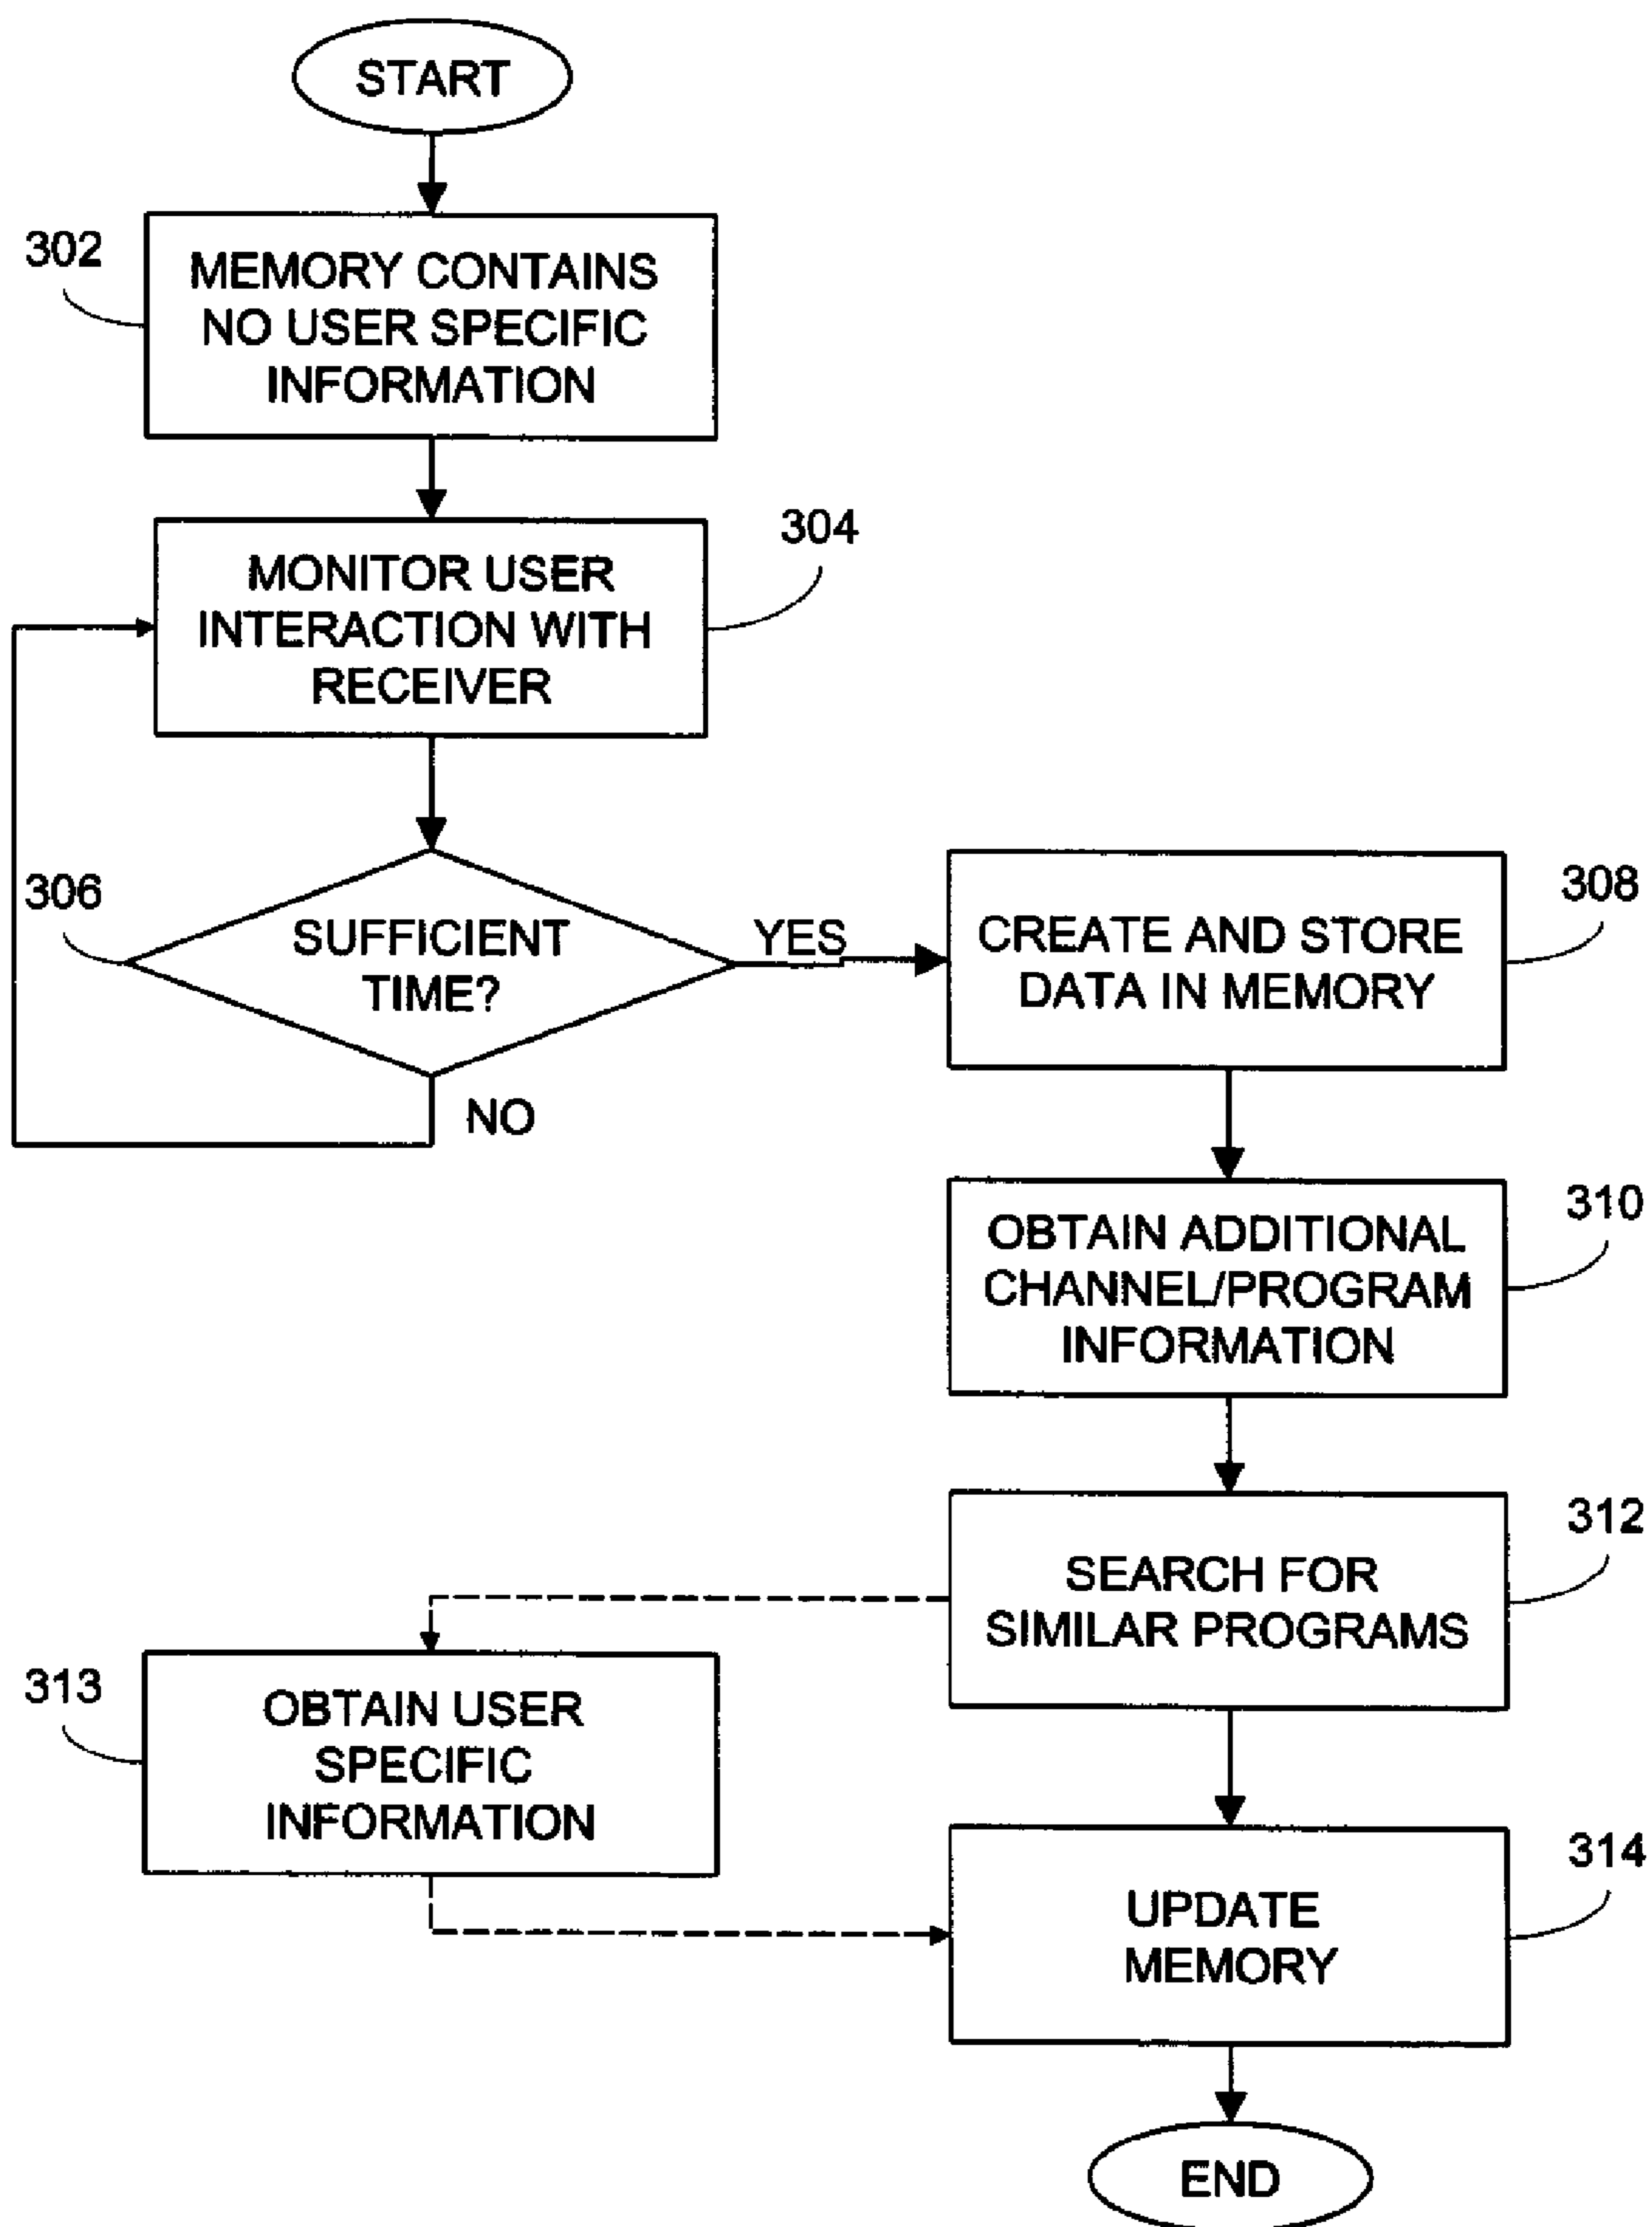 START
302
MEMORY CONTAINS
NO USER SPECIFIC
INFORMATION
304
MONITOR USER
INTERACTION WITH
RECEIVER
306
SUFFICIENT
TIME?
YES
NO
308
CREATE AND STORE
DATA IN MEMORY
310
OBTAIN ADDITIONAL
CHANNEL/PROGRAM
INFORMATION
312
SEARCH FOR
SIMILAR PROGRAMS
313
OBTAIN USER
SPECIFIC
INFORMATION
314
UPDATE
MEMORY
END